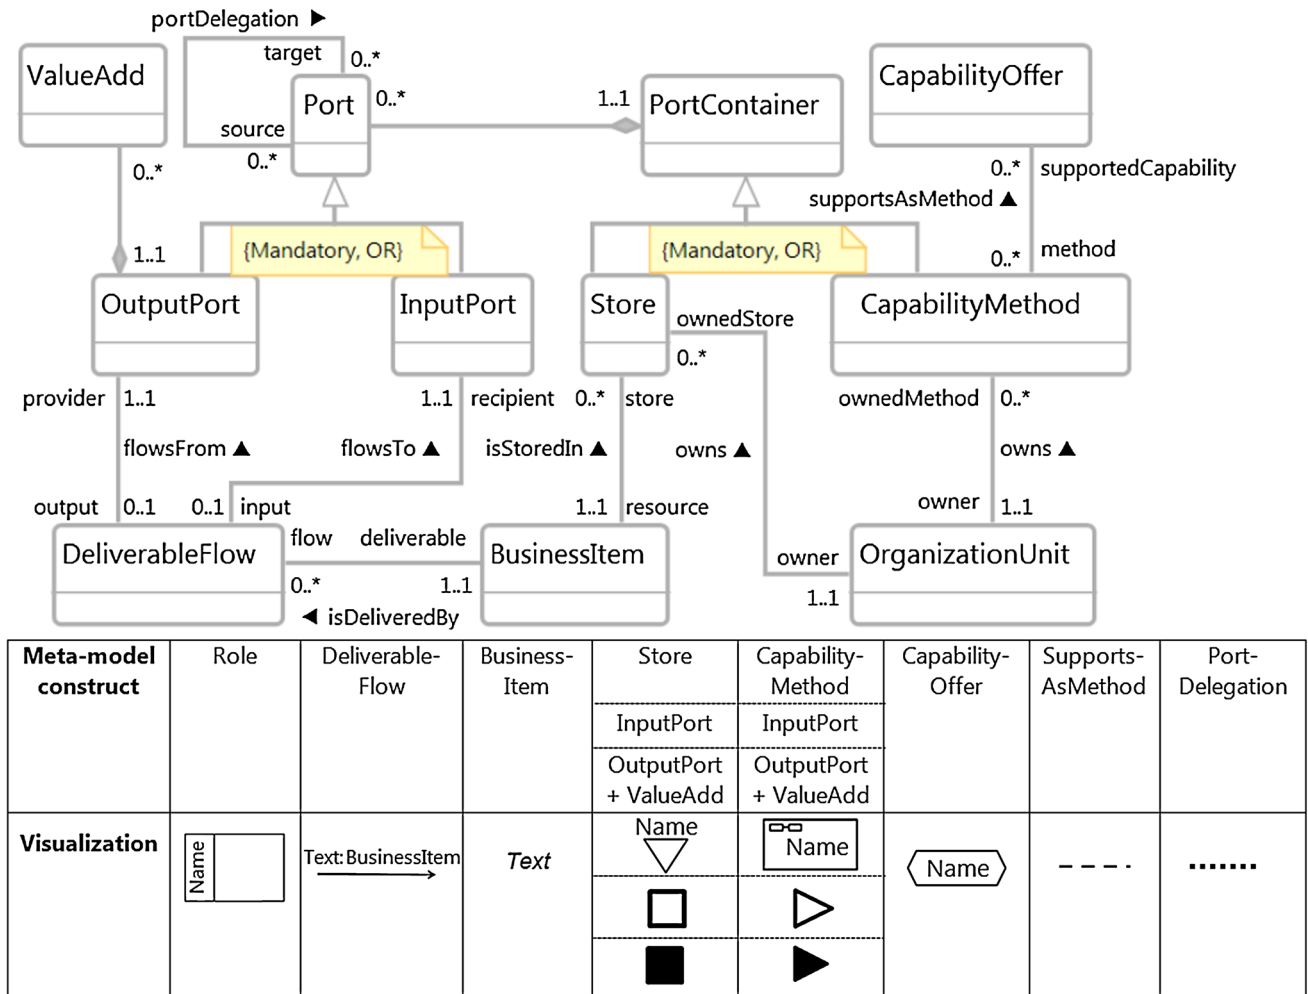 portDelegation ▶
ValueAdd
target
0..*
Port
0..*
1..1
PortContainer
CapabilityOffer
source
0..*
0..*
0..*
supportedCapability
supportsAsMethod ▲
{Mandatory, OR}
{Mandatory, OR}
1..1
0..*
method
OutputPort
InputPort
Store
ownedStore
0..*
CapabilityMethod
provider
1..1
1..1
recipient
0..*
store
ownedMethod
0..*
flowsFrom ▲
flowsTo ▲
isStoredIn ▲
owns ▲
owns ▲
output
0..1
0..1
input
1..1
resource
owner
1..1
DeliverableFlow
flow
deliverable
BusinessItem
owner
OrganizationUnit
0..*
1..1
1..1
◀ isDeliveredBy
Meta-model
construct
Role
Deliverable-
Flow
Business-
Item
Store
Capability-
Method
Capability-
Offer
Supports-
AsMethod
Port-
Delegation
InputPort
InputPort
OutputPort
+ ValueAdd
OutputPort
+ ValueAdd
Visualization
Name
Text:BusinessItem
Text
Name
Name
Name